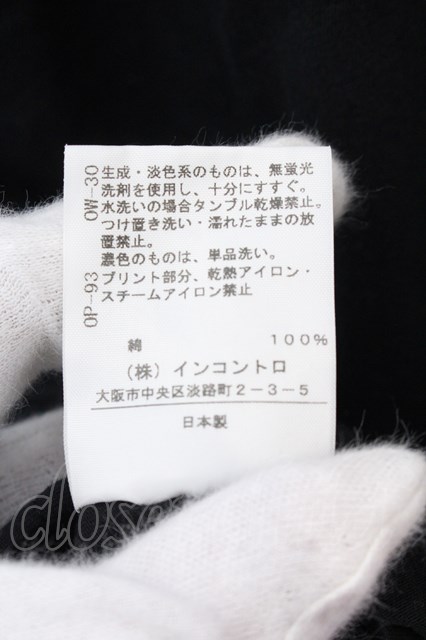 OW-30
生成・淡色系のものは、無蛍光
洗剤を使用し、十分にすすぐ。
水洗いの場合タンブル乾燥禁止。
つけ置き洗い・濡れたままの放
置禁止。
濃色のものは、単品洗い。
OP-93
プリント部分、乾熱アイロン・
スチームアイロン禁止
綿 100%
(株) インコントロ
大阪市中央区淡路町2-3-5
日本製
close